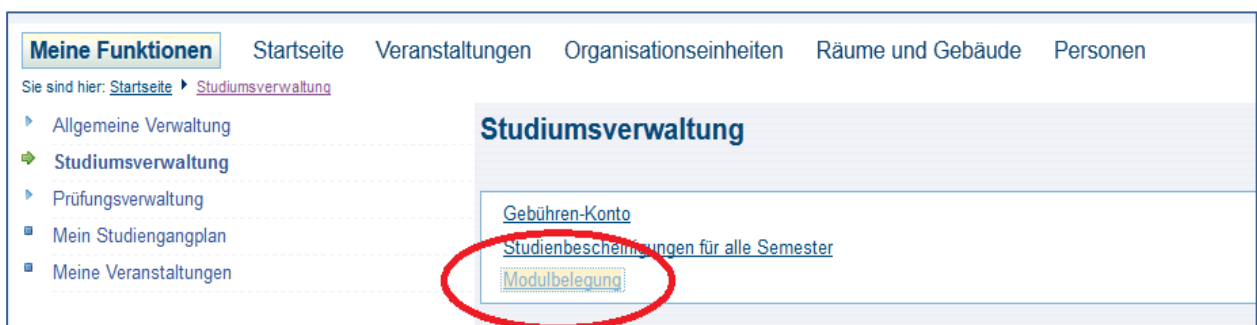 Meine Funktionen Startseite Veranstaltungen Organisationseinheiten Räume und Gebäude Personen
Sie sind hier: Startseite Studiumsverwaltung
Allgemeine Verwaltung
Studiumsverwaltung
Prüfungsverwaltung
Mein Studiengangplan
Meine Veranstaltungen
Studiumsverwaltung
Gebühren-Konto
Studienbescheinigungen für alle Semester
Modulbelegung